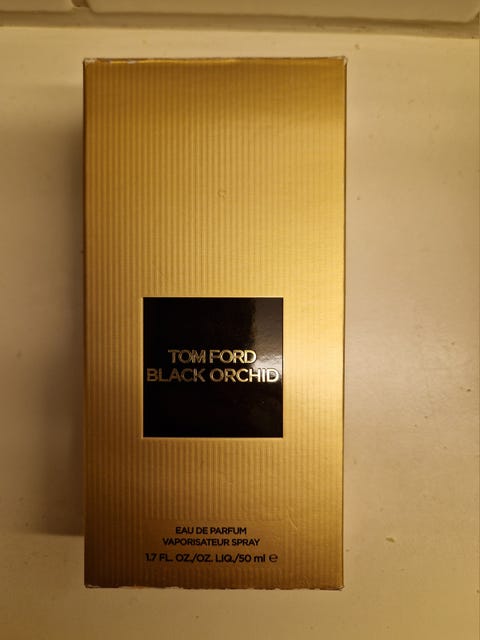 TOM FORD
BLACK ORCHID
EAU DE PARFUM
VAPORISATEUR SPRAY
1.7 FL. OZ./OZ. LIQ./50 ml ℮